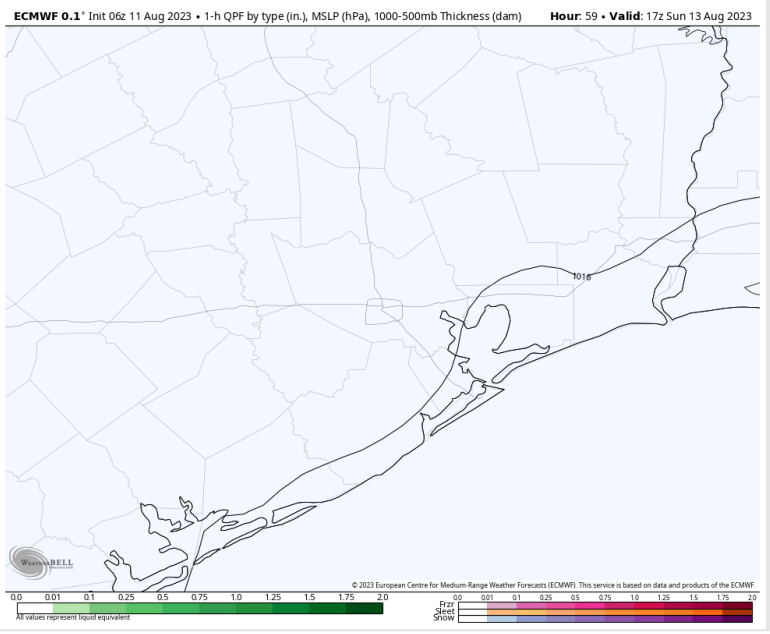 ECMWF 0.1° Init 06z 11 Aug 2023 • 1-h QPF by type (in.), MSLP (hPa), 1000-500mb Thickness (dam) Hour: 59 • Valid: 17z Sun 13 Aug 2023
1016
WEATHERBELL
© 2023 European Centre for Medium-Range Weather Forecasts (ECMWF). This service is based on data and products of the ECMWF.
0.0 0.01 0.1 0.25 0.5 0.75 1.0 1.25 1.5 1.75 2.0
All values represent liquid equivalent
0.0 0.01 0.1 0.25 0.50 0.75 1.0 1.25 1.50 1.75 2.0
Frzr
Sleet
Snow